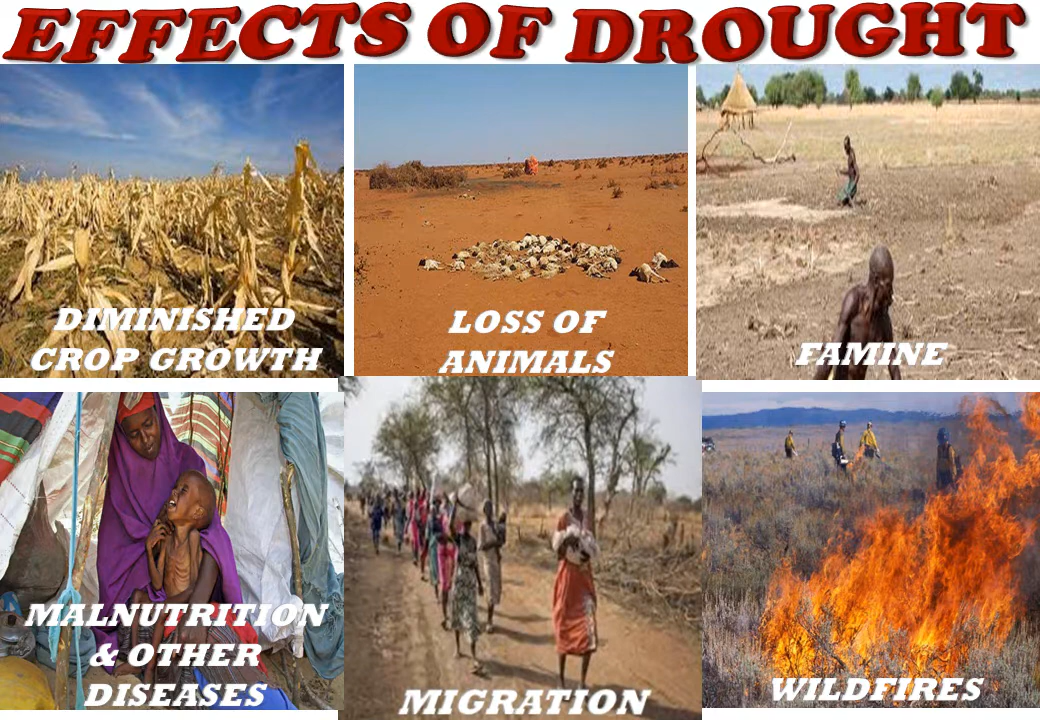 EFFECTS OF DROUGHT
DIMINISHED
CROP GROWTH
LOSS OF
ANIMALS
FAMINE
MALNUTRITION
& OTHER
DISEASES
MIGRATION
WILDFIRES